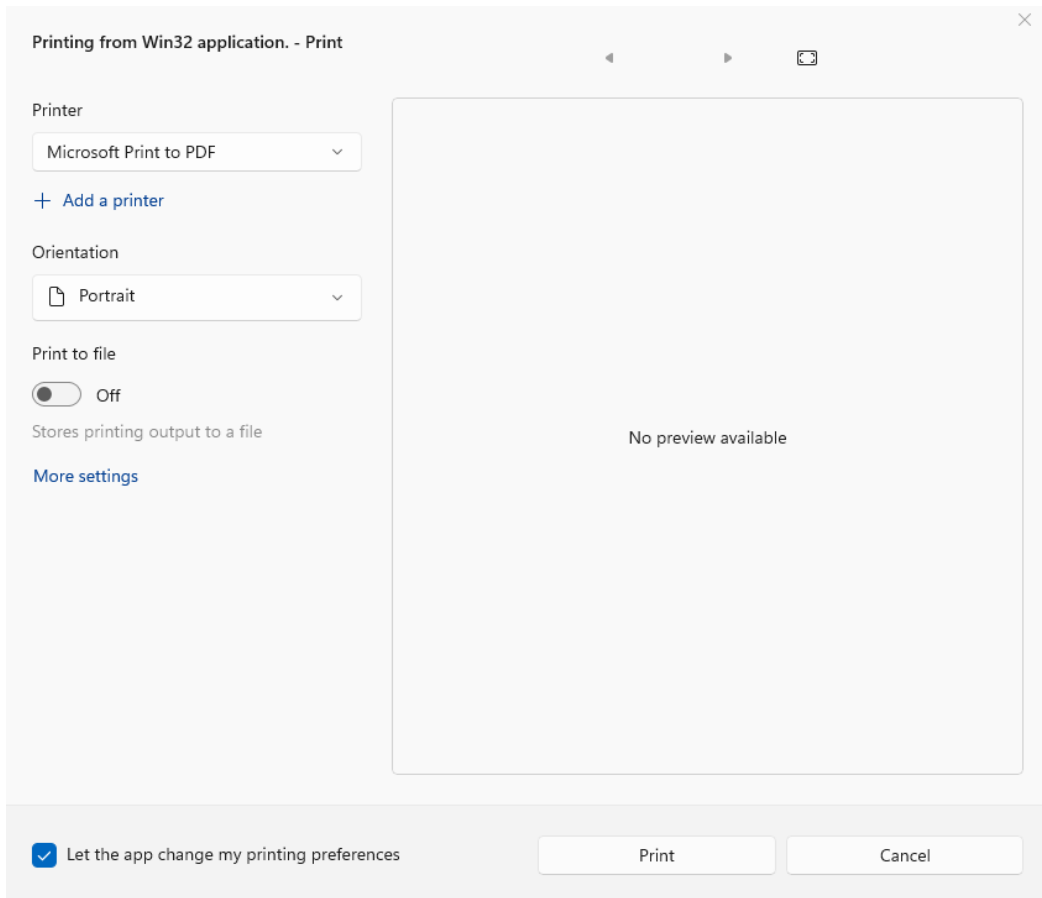 Printing from Win32 application. - Print
Printer
Microsoft Print to PDF
Add a printer
Orientation
Portrait
Print to file
Off
Stores printing output to a file
More settings
No preview available
Let the app change my printing preferences
Print
Cancel